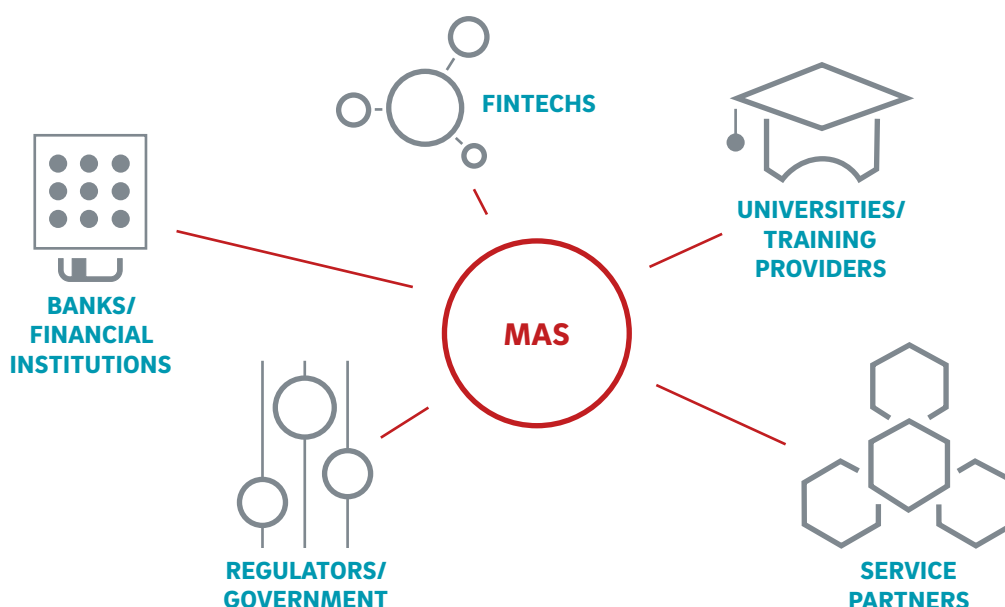 FINTECHS
UNIVERSITIES/
TRAINING
PROVIDERS
BANKS/
FINANCIAL
INSTITUTIONS
MAS
REGULATORS/
GOVERNMENT
SERVICE
PARTNERS